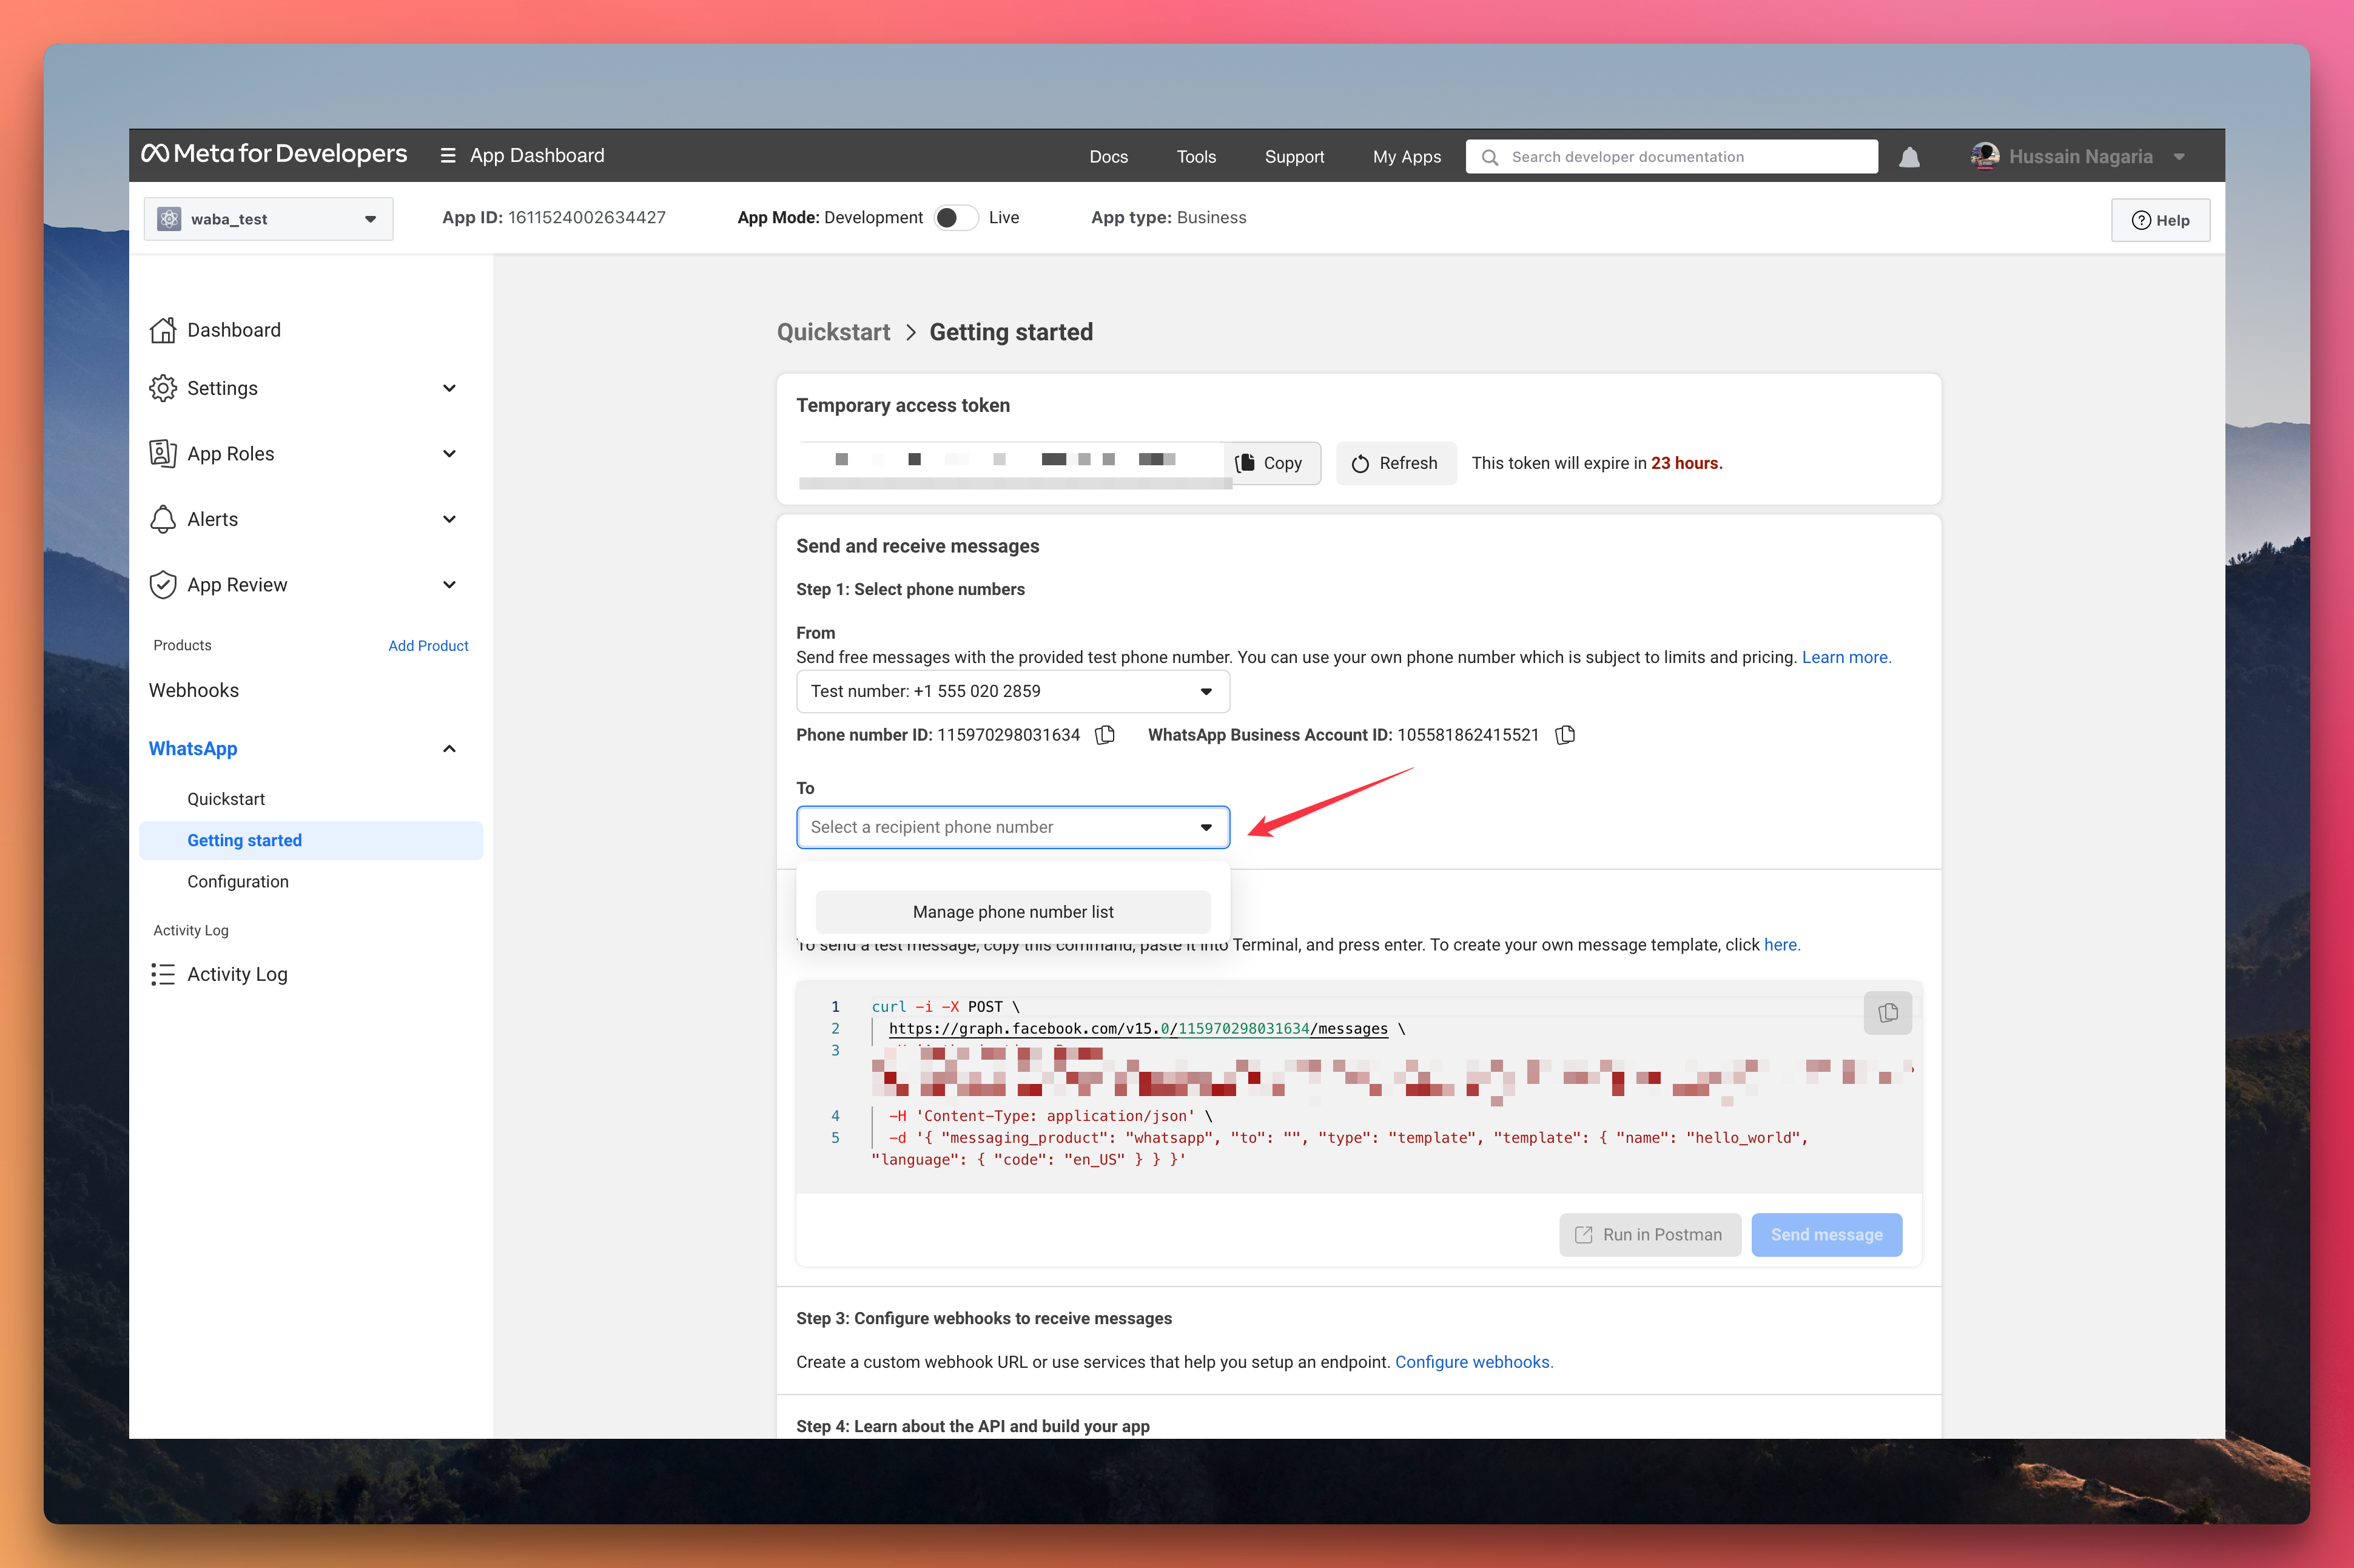 Meta for Developers
App Dashboard
Docs
Tools
Support
My Apps
Search developer documentation
Hussain Nagaria
waba_test
App ID: 1611524002634427
App Mode: Development
Live
App type: Business
Help
Dashboard
Settings
App Roles
Alerts
App Review
Products
Add Product
Webhooks
WhatsApp
Quickstart
Getting started
Configuration
Activity Log
Activity Log
Quickstart > Getting started
Temporary access token
Copy
Refresh
This token will expire in 23 hours.
Send and receive messages
Step 1: Select phone numbers
From
Send free messages with the provided test phone number. You can use your own phone number which is subject to limits and pricing. Learn more.
Test number: +1 555 020 2859
Phone number ID: 115970298031634
WhatsApp Business Account ID: 105581862415521
To
Select a recipient phone number
Manage phone number list
To send a test message, copy this command, paste it into Terminal, and press enter. To create your own message template, click here.
1 curl -i -X POST \
2 https://graph.facebook.com/v15.0/115970298031634/messages \
3
4 -H 'Content-Type: application/json' \
5 -d '{ "messaging_product": "whatsapp", "to": "", "type": "template", "template": { "name": "hello_world",
"language": { "code": "en_US" } } }'
Run in Postman
Send message
Step 3: Configure webhooks to receive messages
Create a custom webhook URL or use services that help you setup an endpoint. Configure webhooks.
Step 4: Learn about the API and build your app